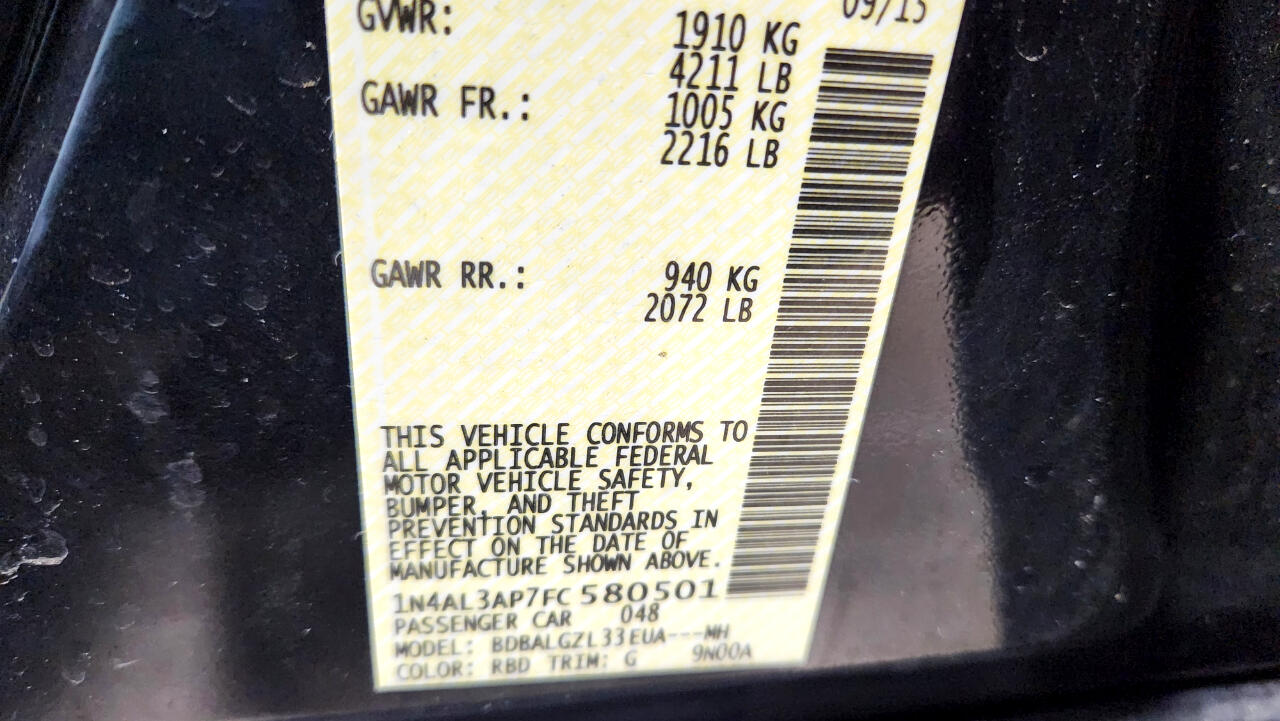 09/15
GVWR: 1910 KG
4211 LB
GAWR FR.: 1005 KG
2216 LB
GAWR RR.: 940 KG
2072 LB
THIS VEHICLE CONFORMS TO
ALL APPLICABLE FEDERAL
MOTOR VEHICLE SAFETY,
BUMPER, AND THEFT
PREVENTION STANDARDS IN
EFFECT ON THE DATE OF
MANUFACTURE SHOWN ABOVE.
1N4AL3AP7FC580501
PASSENGER CAR 048
MODEL: BDBALGZL33EUA---MH
COLOR: RBD TRIM: G 9N00A